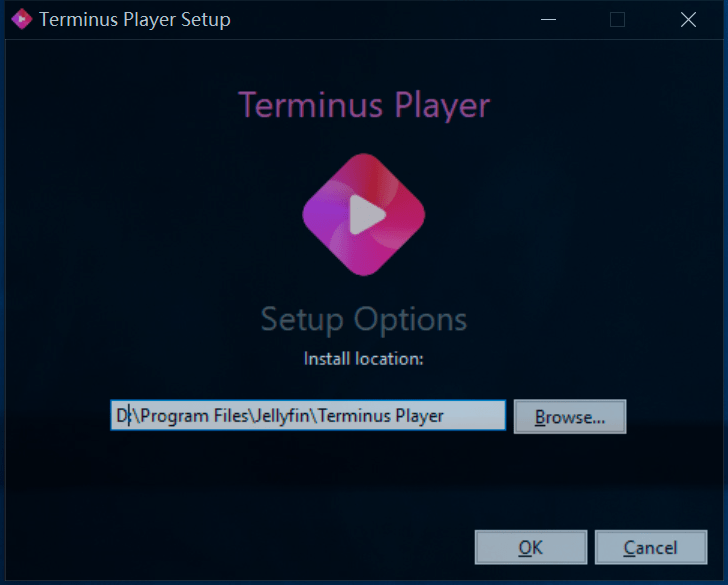 Terminus Player Setup
Terminus Player
Setup Options
Install location:
D:\Program Files\Jellyfin\Terminus Player
Browse...
OK
Cancel